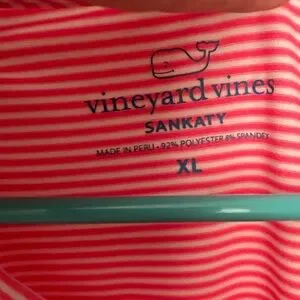 vineyard vines
SANKATY
MADE IN PERU - 92% POLYESTER 8% SPANDEX
XL